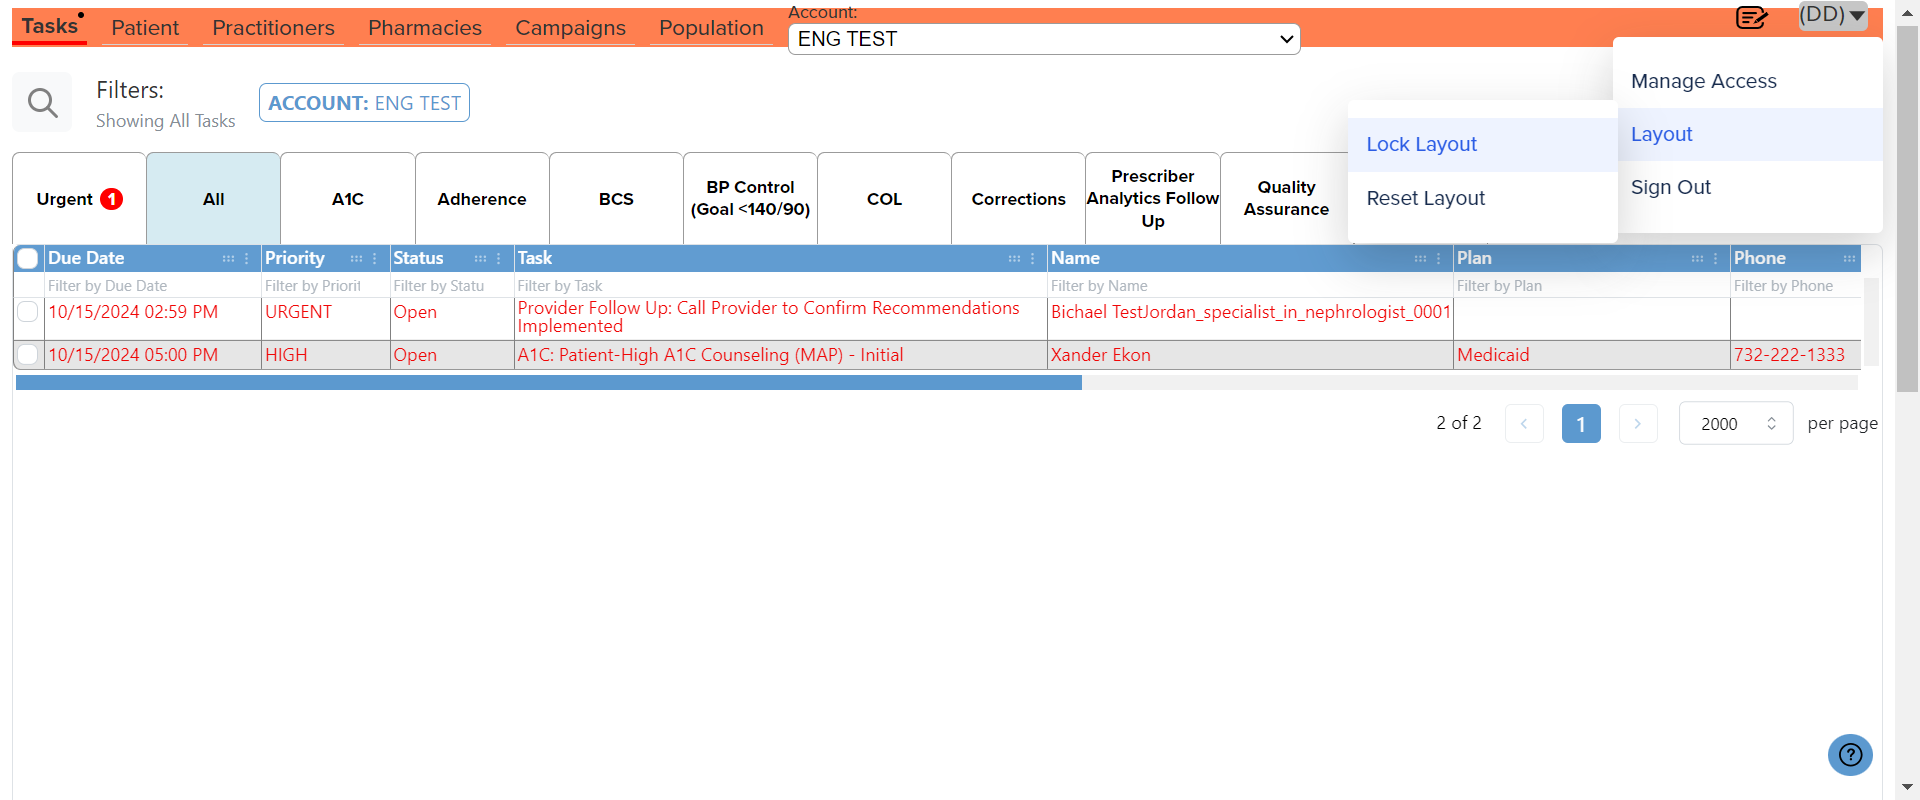 Tasks Patient Practitioners Pharmacies Campaigns Population
Account:
ENG TEST
(DD)
Manage Access
Layout
Sign Out
Lock Layout
Reset Layout
Filters:
Showing All Tasks
ACCOUNT: ENG TEST
Urgent 1
All
A1C
Adherence
BCS
BP Control
(Goal <140/90)
COL
Corrections
Prescriber
Analytics Follow
Up
Quality
Assurance
Due Date Priority Status Task Name Plan Phone
Filter by Due Date Filter by Priorit Filter by Statu Filter by Task Filter by Name Filter by Plan Filter by Phone
10/15/2024 02:59 PM URGENT Open Provider Follow Up: Call Provider to Confirm Recommendations
Implemented
Bichael TestJordan_specialist_in_nephrologist_0001
10/15/2024 05:00 PM HIGH Open A1C: Patient-High A1C Counseling (MAP) - Initial Xander Ekon Medicaid 732-222-1333
2 of 2 < 1 > 2000 per page
?